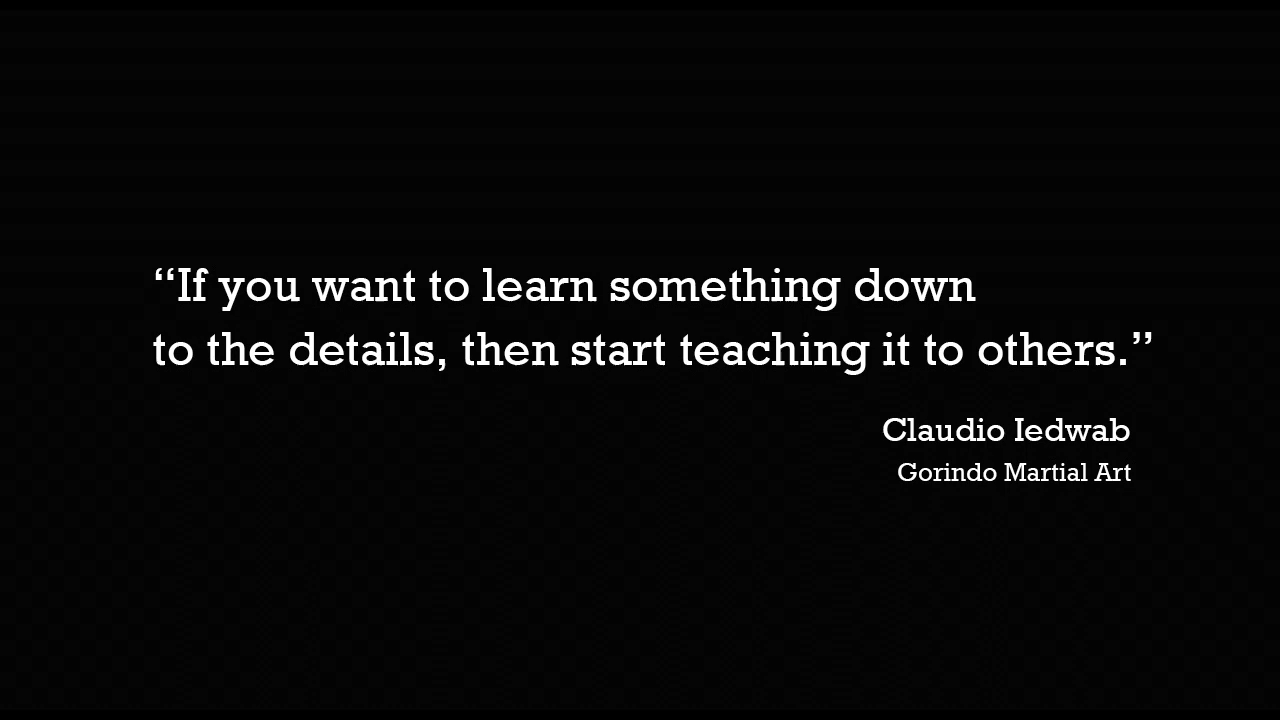 “If you want to learn something down
to the details, then start teaching it to others.”
Claudio Iedwab
Gorindo Martial Art